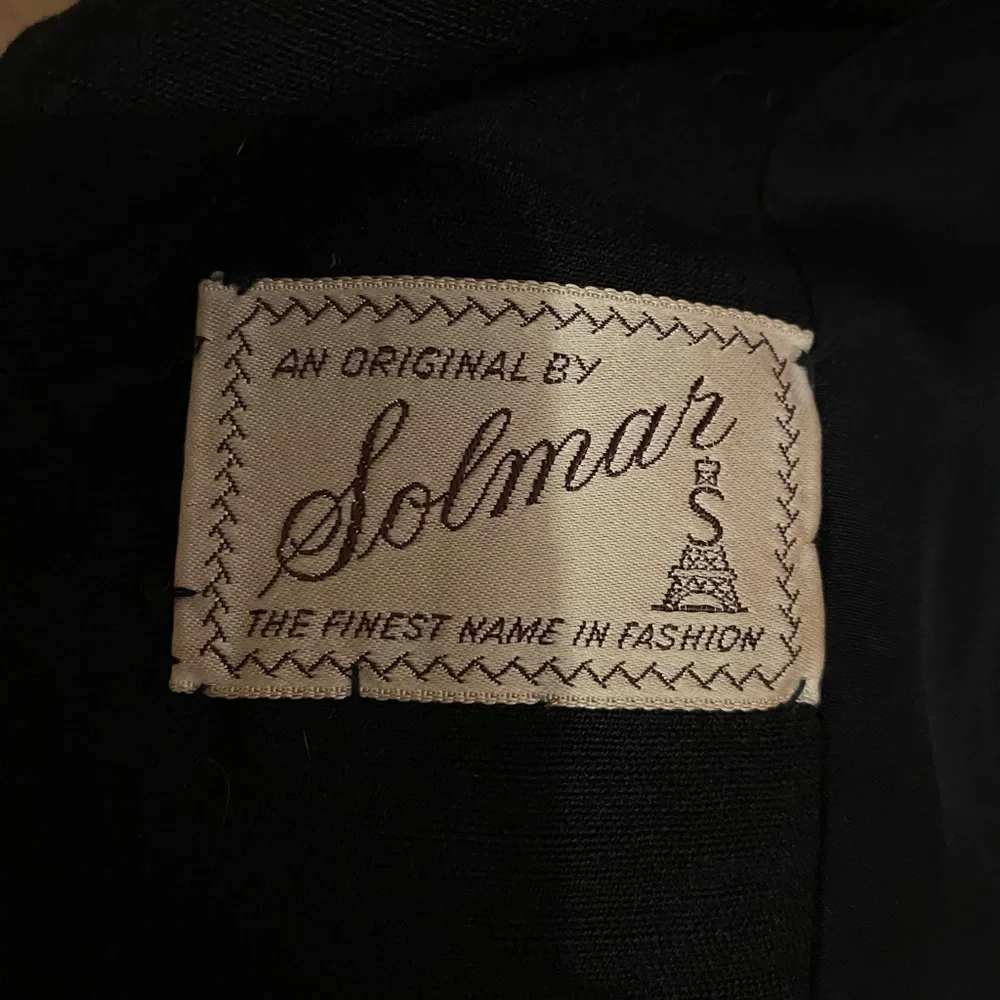 AN ORIGINAL BY
Solmar
S
THE FINEST NAME IN FASHION